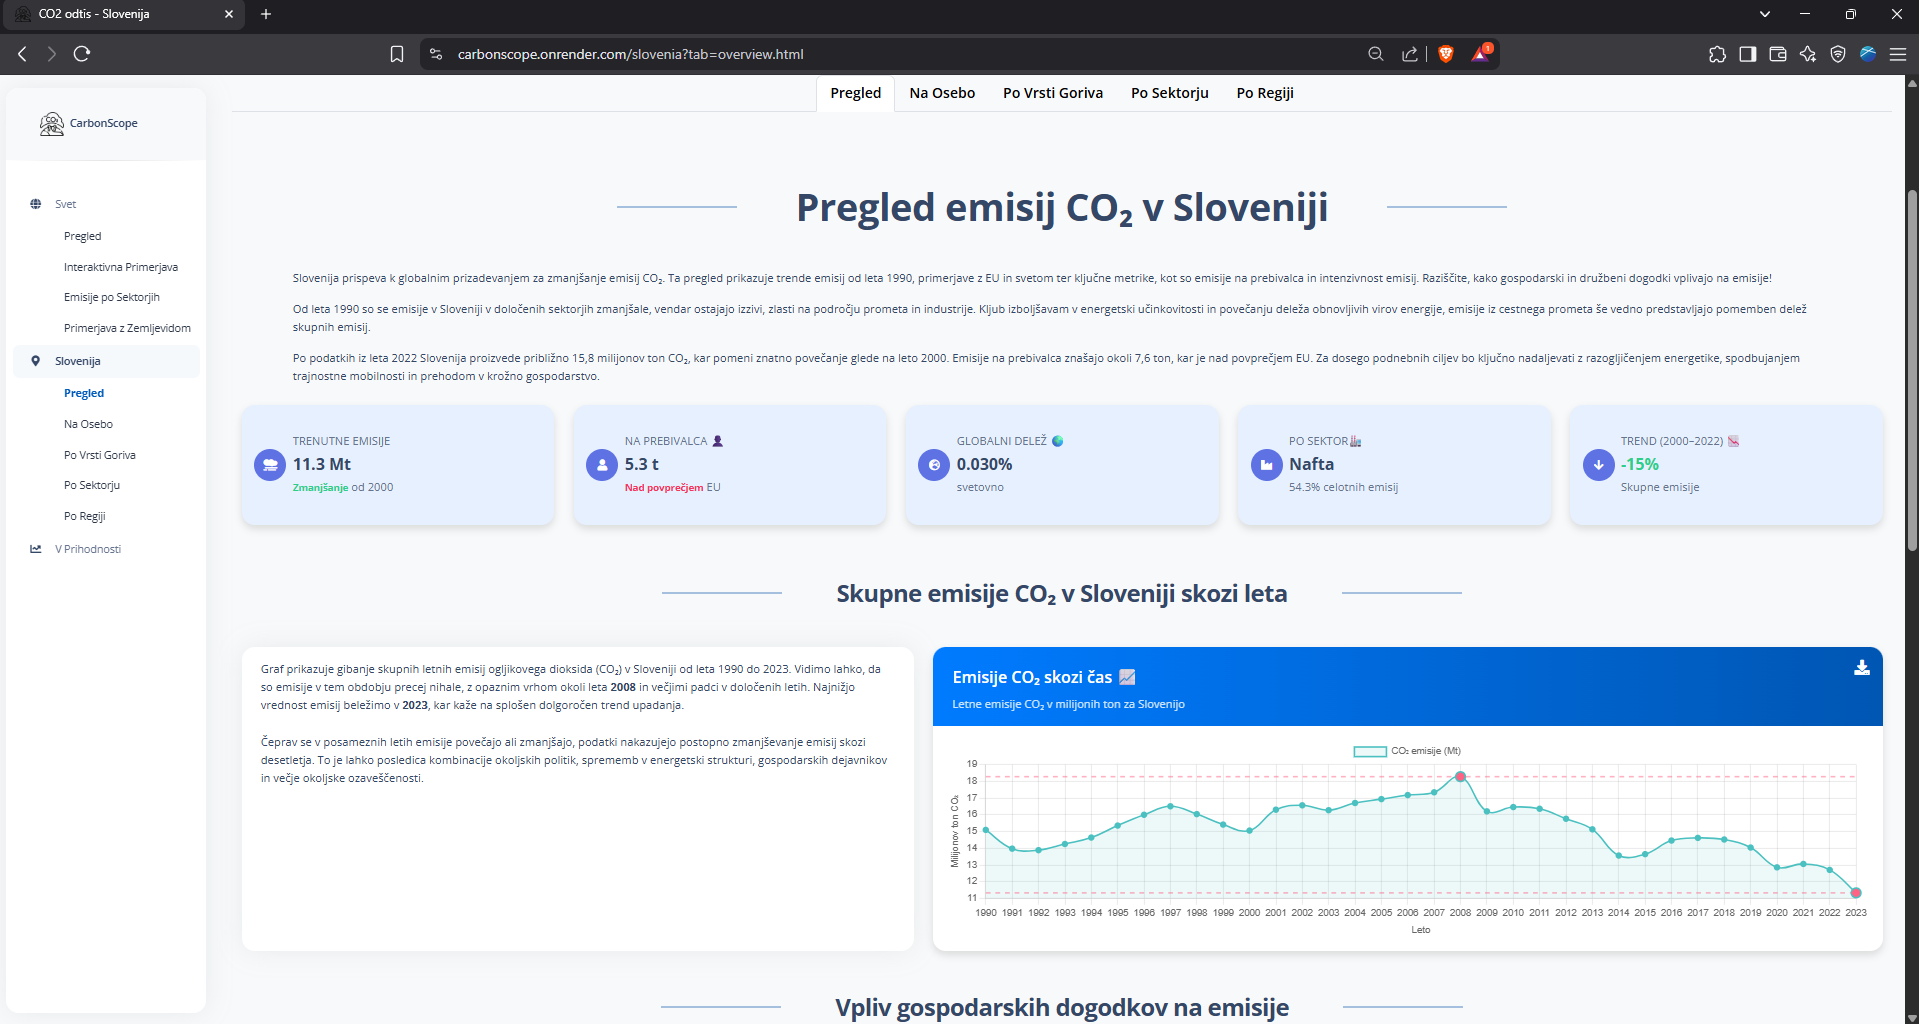 CO2 odtis - Slovenija
carbonscope.onrender.com/slovenia?tab=overview.html
1
CarbonScope
Svet
Pregled
Interaktivna Primerjava
Emisije po Sektorjih
Primerjava z Zemljevidom
Slovenija
Pregled
Na Osebo
Po Vrsti Goriva
Po Sektorju
Po Regiji
V Prihodnosti
Pregled Na Osebo Po Vrsti Goriva Po Sektorju Po Regiji
Pregled emisij CO₂ v Sloveniji
Slovenija prispeva k globalnim prizadevanjem za zmanjšanje emisij CO₂. Ta pregled prikazuje trende emisij od leta 1990, primerjave z EU in svetom ter ključne metrike, kot so emisije na prebivalca in intenzivnost emisij. Raziščite, kako gospodarski in družbeni dogodki vplivajo na emisije!
Od leta 1990 so se emisije v Sloveniji v določenih sektorjih zmanjšale, vendar ostajajo izzivi, zlasti na področju prometa in industrije. Kljub izboljšavam v energetski učinkovitosti in povečanju deleža obnovljivih virov energije, emisije iz cestnega prometa še vedno predstavljajo pomemben delež
skupnih emisij.
Po podatkih iz leta 2022 Slovenija proizvede približno 15,8 milijonov ton CO₂, kar pomeni znatno povečanje glede na leto 2000. Emisije na prebivalca znašajo okoli 7,6 ton, kar je nad povprečjem EU. Za dosego podnebnih ciljev bo ključno nadaljevati z razogljičenjem energetike, spodbujanjem
trajnostne mobilnosti in prehodom v krožno gospodarstvo.
TRENUTNE EMISIJE
11.3 Mt
Zmanjšanje od 2000
NA PREBIVALCA
5.3 t
Nad povprečjem EU
GLOBALNI DELEŽ
0.030%
svetovno
PO SEKTOR
Nafta
54.3% celotnih emisij
TREND (2000–2022)
-15%
Skupne emisije
Skupne emisije CO₂ v Sloveniji skozi leta
Graf prikazuje gibanje skupnih letnih emisij ogljikovega dioksida (CO₂) v Sloveniji od leta 1990 do 2023. Vidimo lahko, da
so emisije v tem obdobju precej nihale, z opaznim vrhom okoli leta 2008 in večjimi padci v določenih letih. Najnižjo
vrednost emisij beležimo v 2023, kar kaže na splošen dolgoročen trend upadanja.
Čeprav se v posameznih letih emisije povečajo ali zmanjšajo, podatki nakazujejo postopno zmanjševanje emisij skozi
desetletja. To je lahko posledica kombinacije okoljskih politik, sprememb v energetski strukturi, gospodarskih dejavnikov
in večje okoljske ozaveščenosti.
Emisije CO₂ skozi čas
Letne emisije CO₂ v milijonih ton za Slovenijo
CO₂ emisije (Mt)
Milijonov ton CO₂
19
18
17
16
15
14
13
12
11
1990 1991 1992 1993 1994 1995 1996 1997 1998 1999 2000 2001 2002 2003 2004 2005 2006 2007 2008 2009 2010 2011 2012 2013 2014 2015 2016 2017 2018 2019 2020 2021 2022 2023
Leto
Vpliv gospodarskih dogodkov na emisije